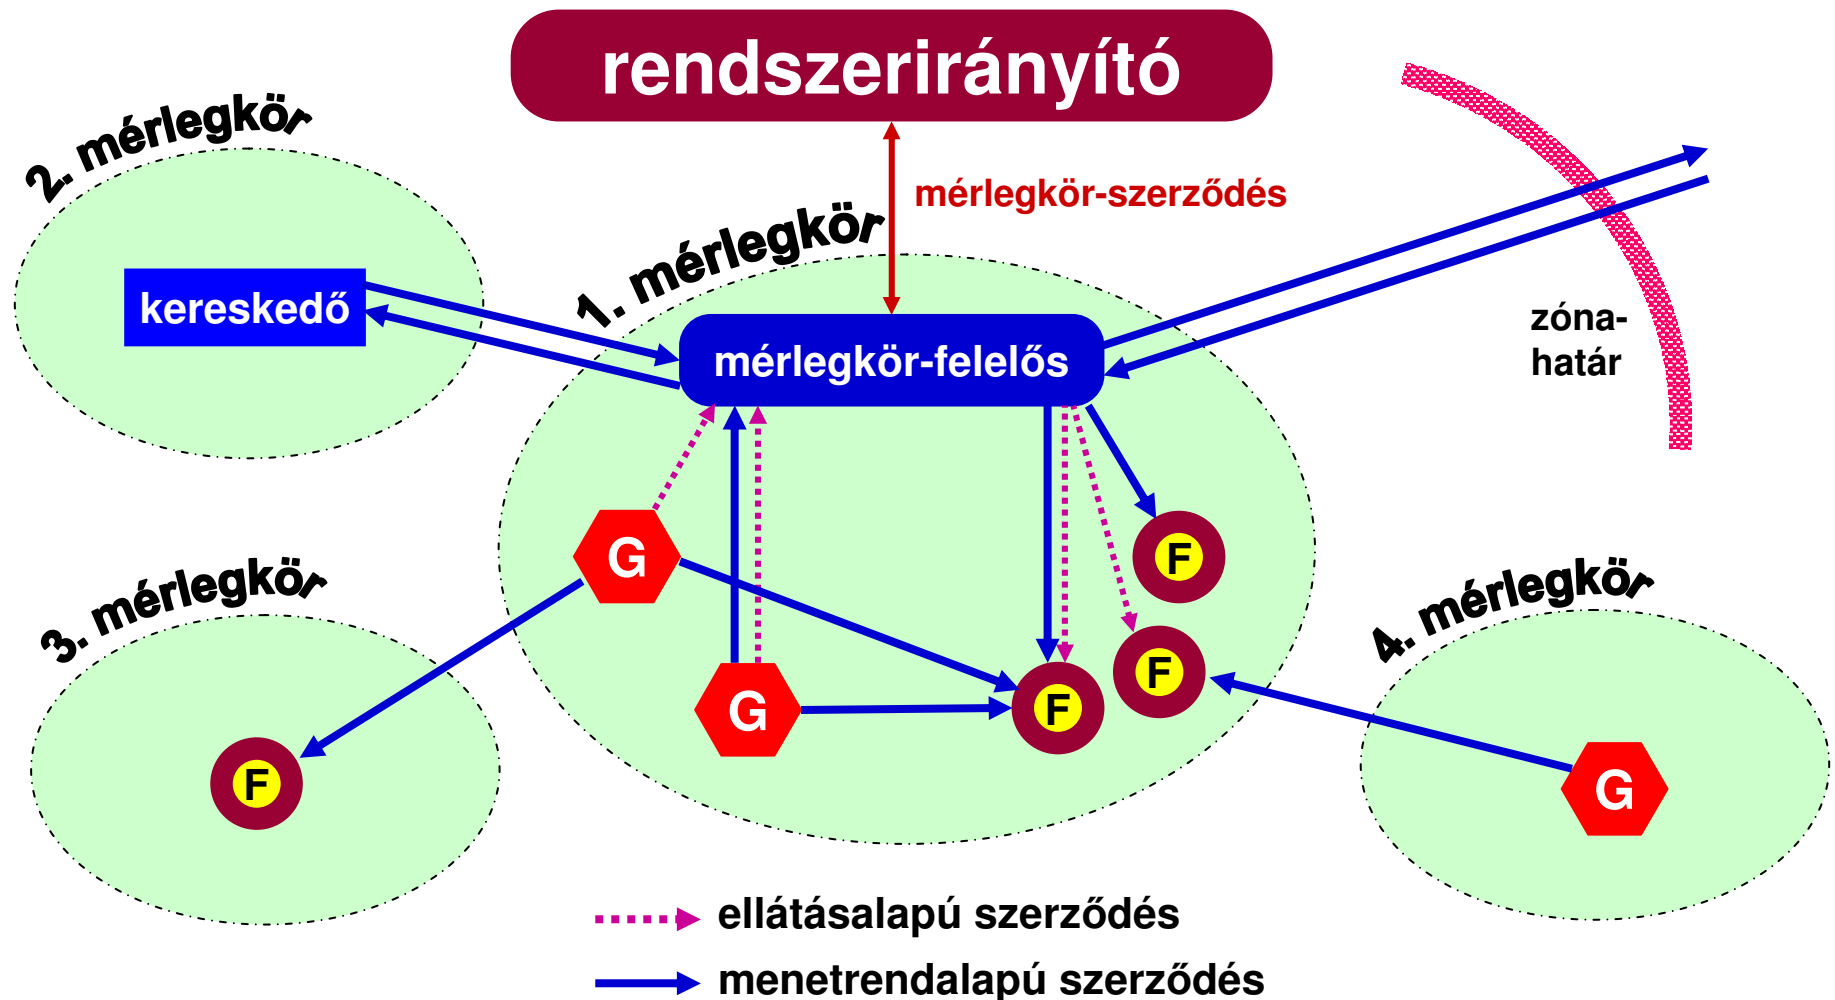 rendszerirányító
2. mérlegkör
mérlegkör-szerződés
1. mérlegkör
kereskedő
mérlegkör-felelős
zóna-
határ
G
F
3. mérlegkör
4. mérlegkör
F
G
F
F
G
ellátásalapú szerződés
menetrendalapú szerződés